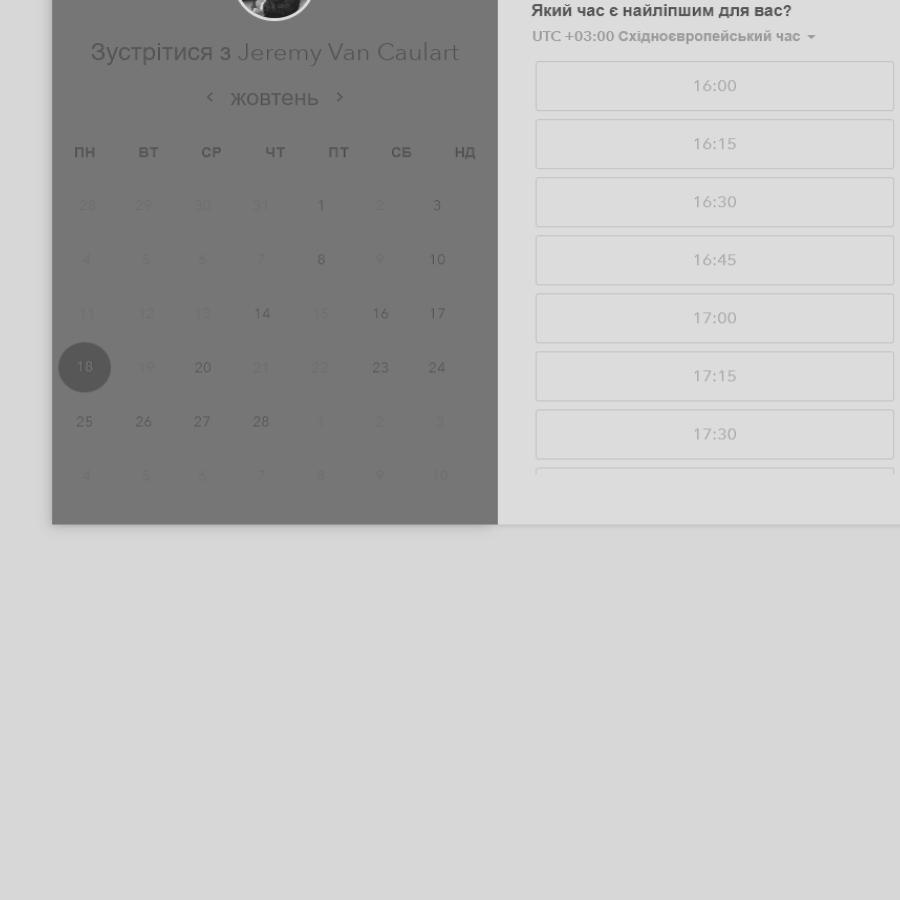 Зустрітися з Jeremy Van Caulart
жовтень
ПН ВТ СР ЧТ ПТ СБ НД
28 29 30 31 1 2 3
4 5 6 7 8 9 10
11 12 13 14 15 16 17
18 19 20 21 22 23 24
25 26 27 28 1 2 3
4 5 6 7 8 9 10
Який час є найліпшим для вас?
UTC +03:00 Східноєвропейський час
16:00
16:15
16:30
16:45
17:00
17:15
17:30